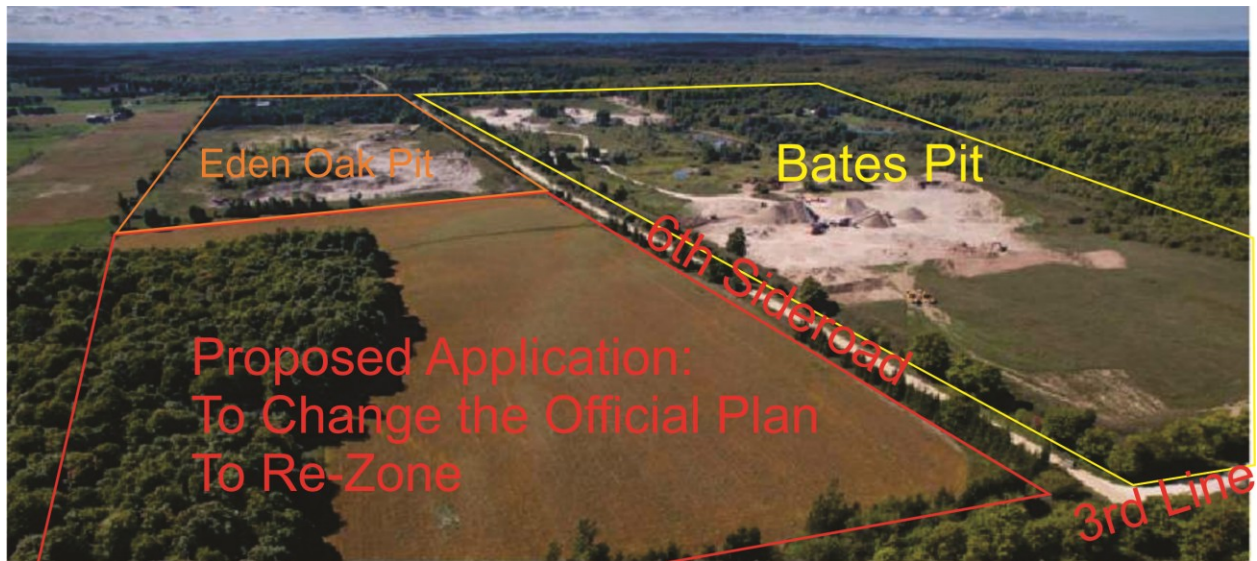 Eden Oak Pit
Bates Pit
6th Sideroad
Proposed Application:
To Change the Official Plan
To Re-Zone
3rd Line